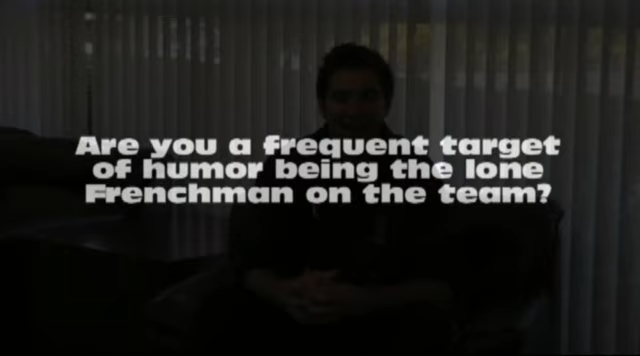 Are you a frequent target
of humor being the lone
Frenchman on the team?